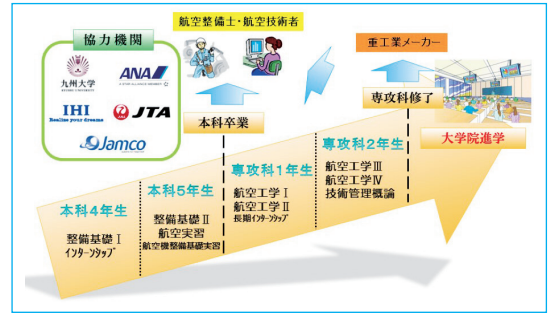 協力機関
九州大学
KYUSHU UNIVERSITY
ANA
IHI
Realize your dreams
JAL
JTA
Jamco
航空整備士・航空技術者
重工業メーカー
本科卒業
専攻科修了
大学院進学
本科4年生
整備基礎Ⅰ
インターンシップ
本科5年生
整備基礎Ⅱ
航空実習
航空機整備基礎実習
専攻科1年生
航空工学Ⅰ
航空工学Ⅱ
長期インターンシップ
専攻科2年生
航空工学Ⅲ
航空工学Ⅳ
技術管理概論